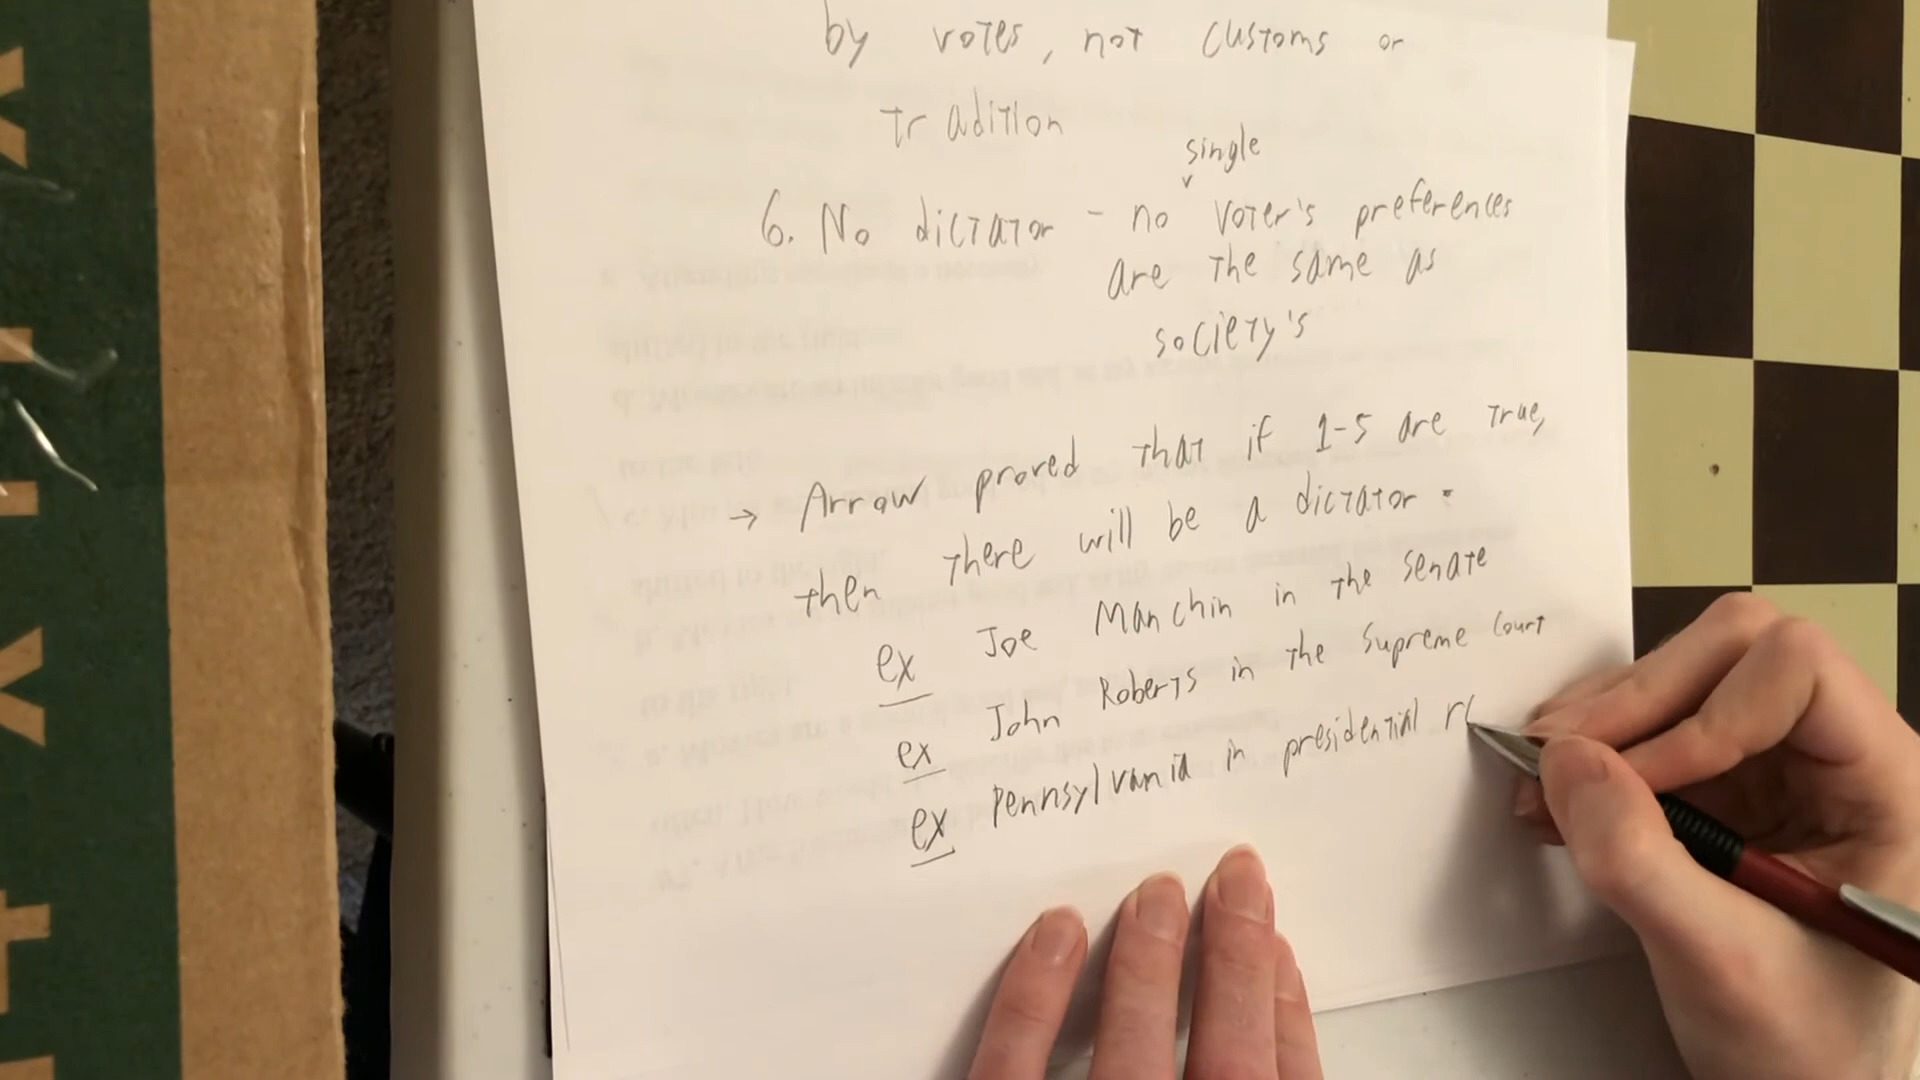 by votes, not customs or
tradition
single
6. No dictator - no voter's preferences
are the same as
society's
→ Arrow proved that if 1-5 are true,
then there will be a dictator.
ex Joe Manchin in the Senate
ex John Roberts in the Supreme Court
ex Pennsylvania in presidential